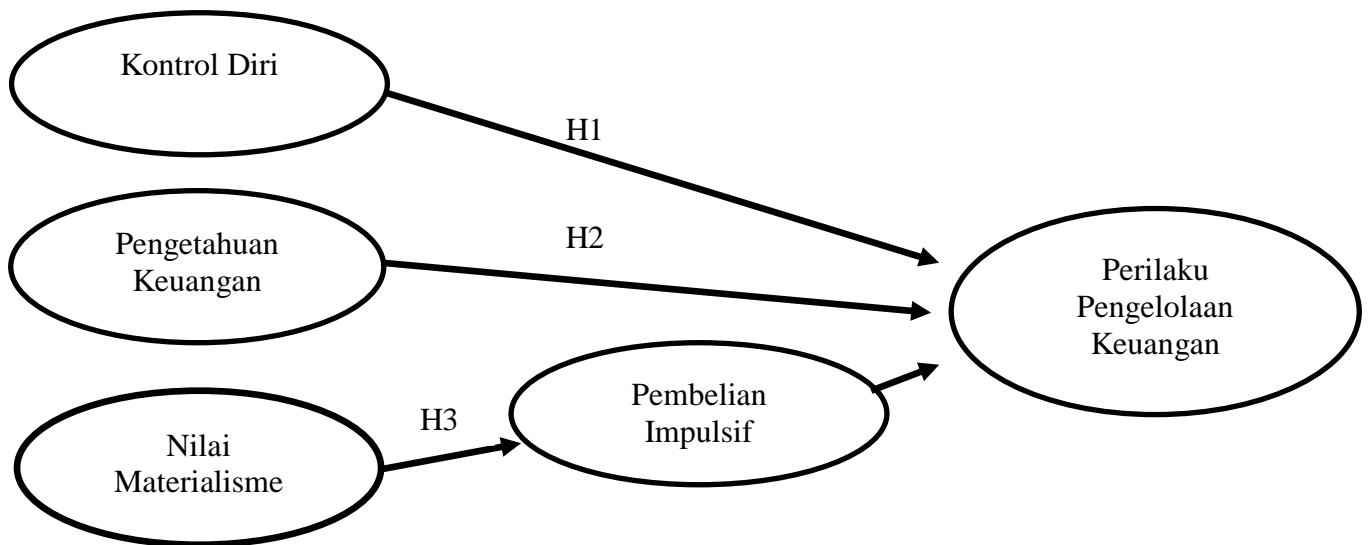 Kontrol Diri
H1
Pengetahuan
Keuangan
H2
Perilaku
Pengelolaan
Keuangan
Nilai
Materialisme
H3
Pembelian
Impulsif